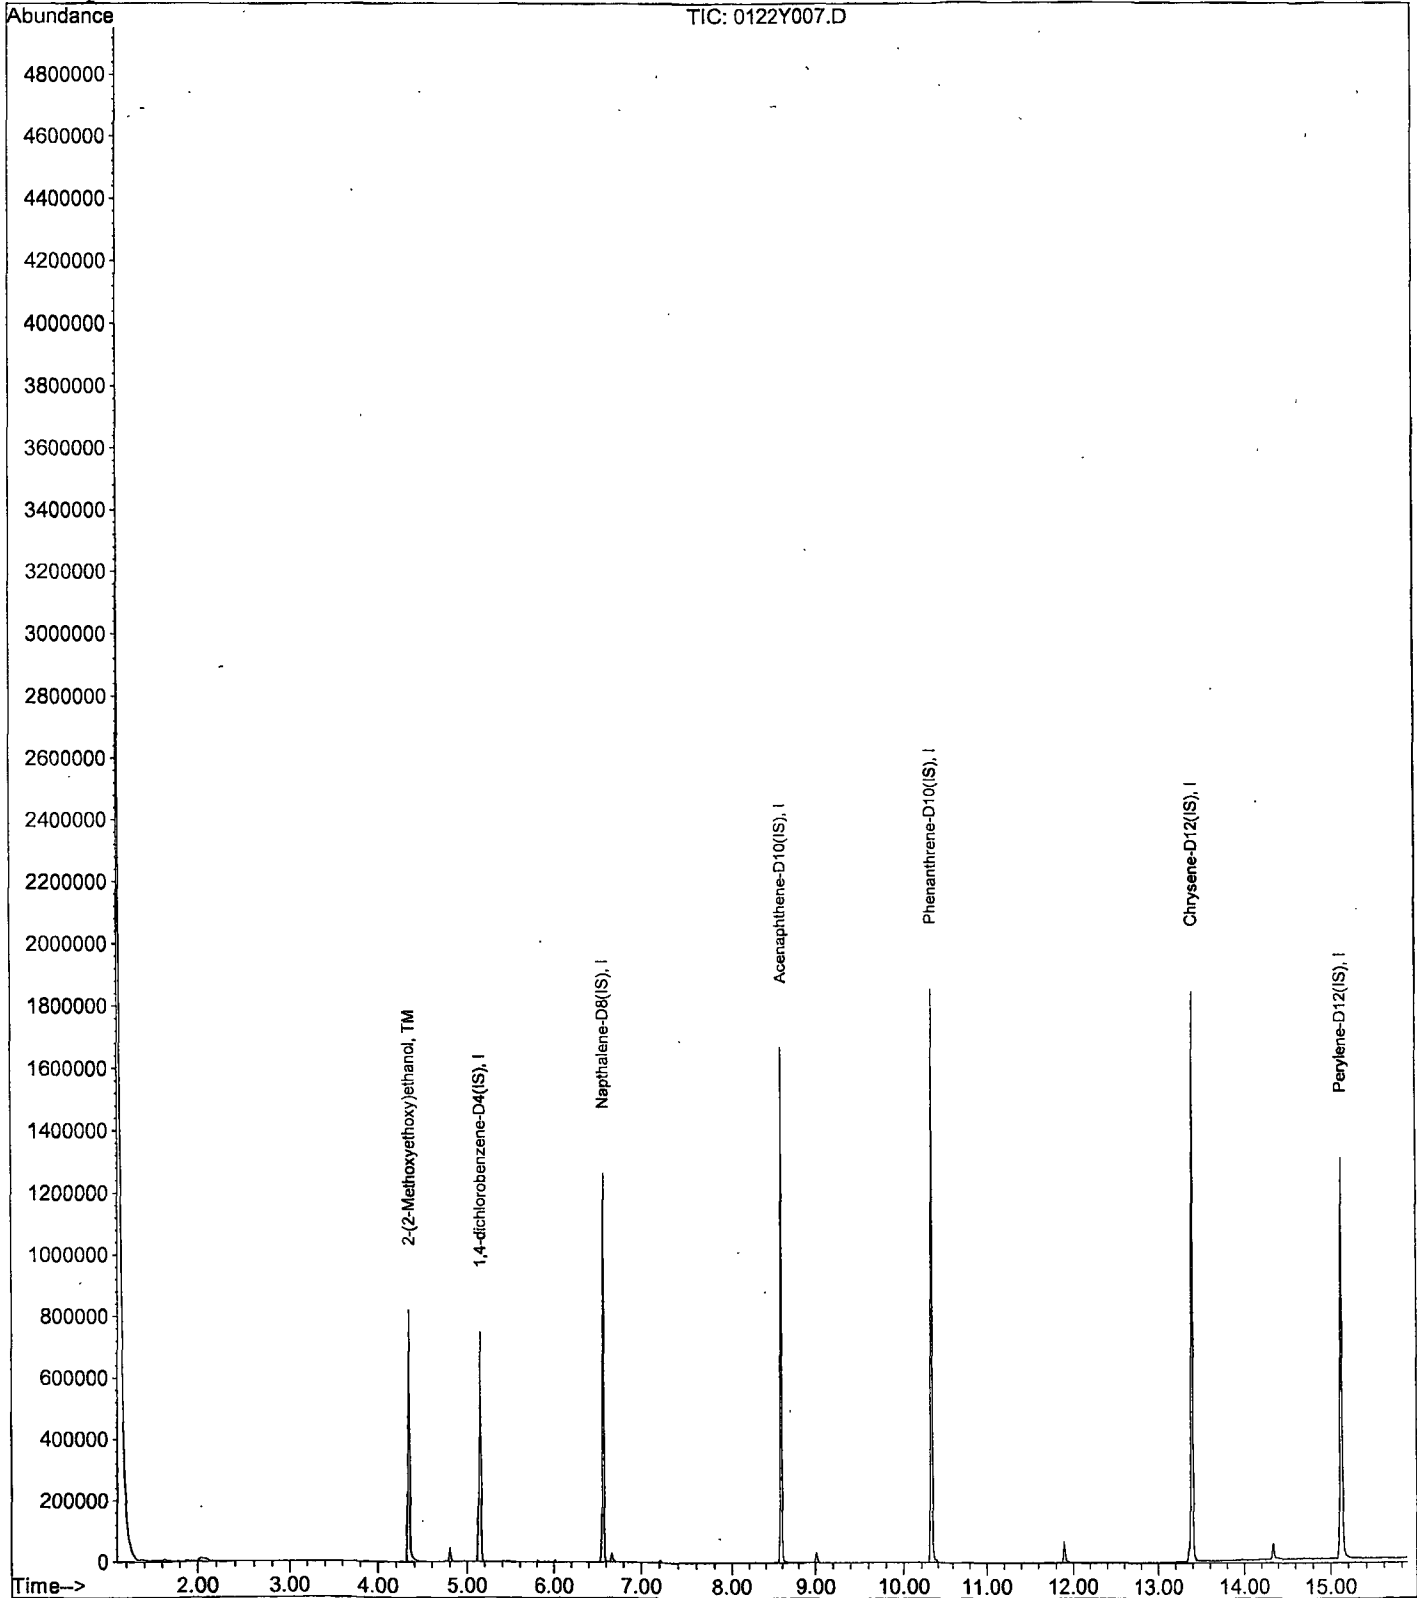 Abundance
TIC: 0122Y007.D
4800000
4600000
4400000
4200000
4000000
3800000
3600000
3400000
3200000
3000000
2800000
2600000
2400000
2200000
2000000
1800000
1600000
1400000
1200000
1000000
800000
600000
400000
200000
0
2-(2-Methoxyethoxy)ethanol, TM
1,4-dichlorobenzene-D4(IS), I
Napthalene-D8(IS), I
Acenaphthene-D10(IS), I
Phenanthrene-D10(IS), I
Chrysene-D12(IS), I
Perylene-D12(IS), I
Time--> 2.00 3.00 4.00 5.00 6.00 7.00 8.00 9.00 10.00 11.00 12.00 13.00 14.00 15.00